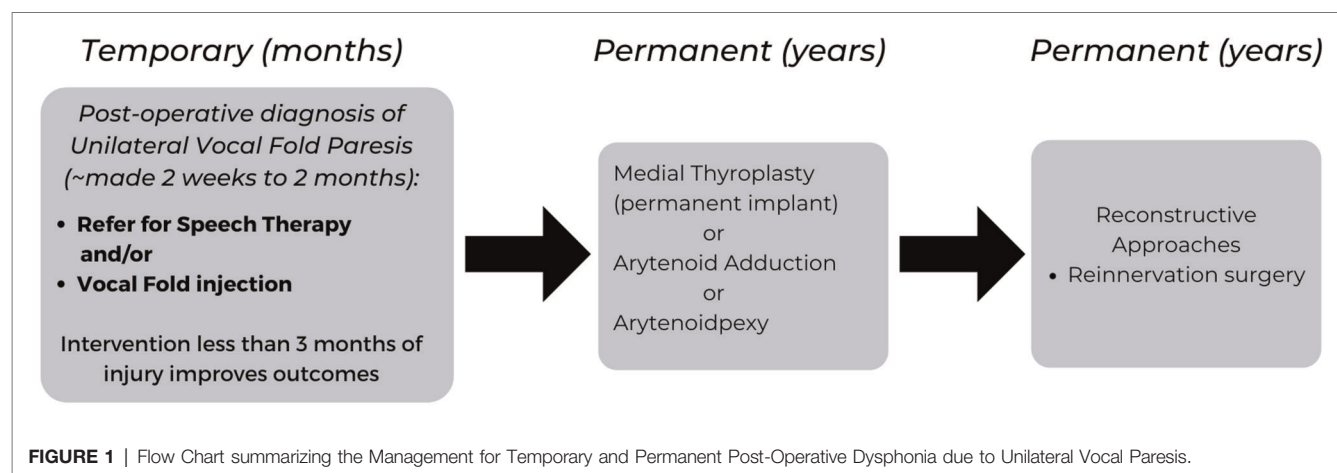 Temporary (months)
Post-operative diagnosis of
Unilateral Vocal Fold Paresis
(~made 2 weeks to 2 months):
• Refer for Speech Therapy
and/or
• Vocal Fold injection
Intervention less than 3 months of
injury improves outcomes
Permanent (years)
Medial Thyroplasty
(permanent implant)
or
Arytenoid Adduction
or
Arytenoidpexy
Permanent (years)
Reconstructive
Approaches
• Reinnervation surgery
FIGURE 1 | Flow Chart summarizing the Management for Temporary and Permanent Post-Operative Dysphonia due to Unilateral Vocal Paresis.